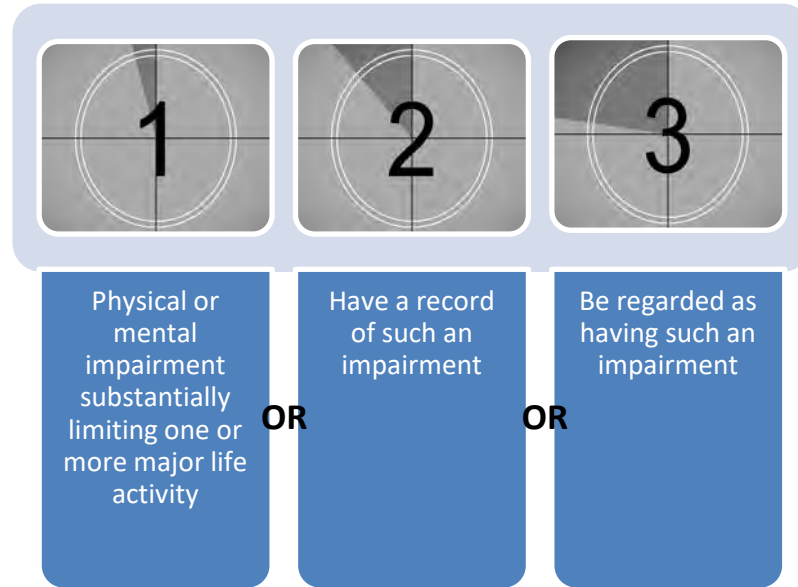 1
2
3
Physical or
mental
impairment
substantially
limiting one or
more major life
activity
OR
Have a record
of such an
impairment
OR
Be regarded as
having such an
impairment